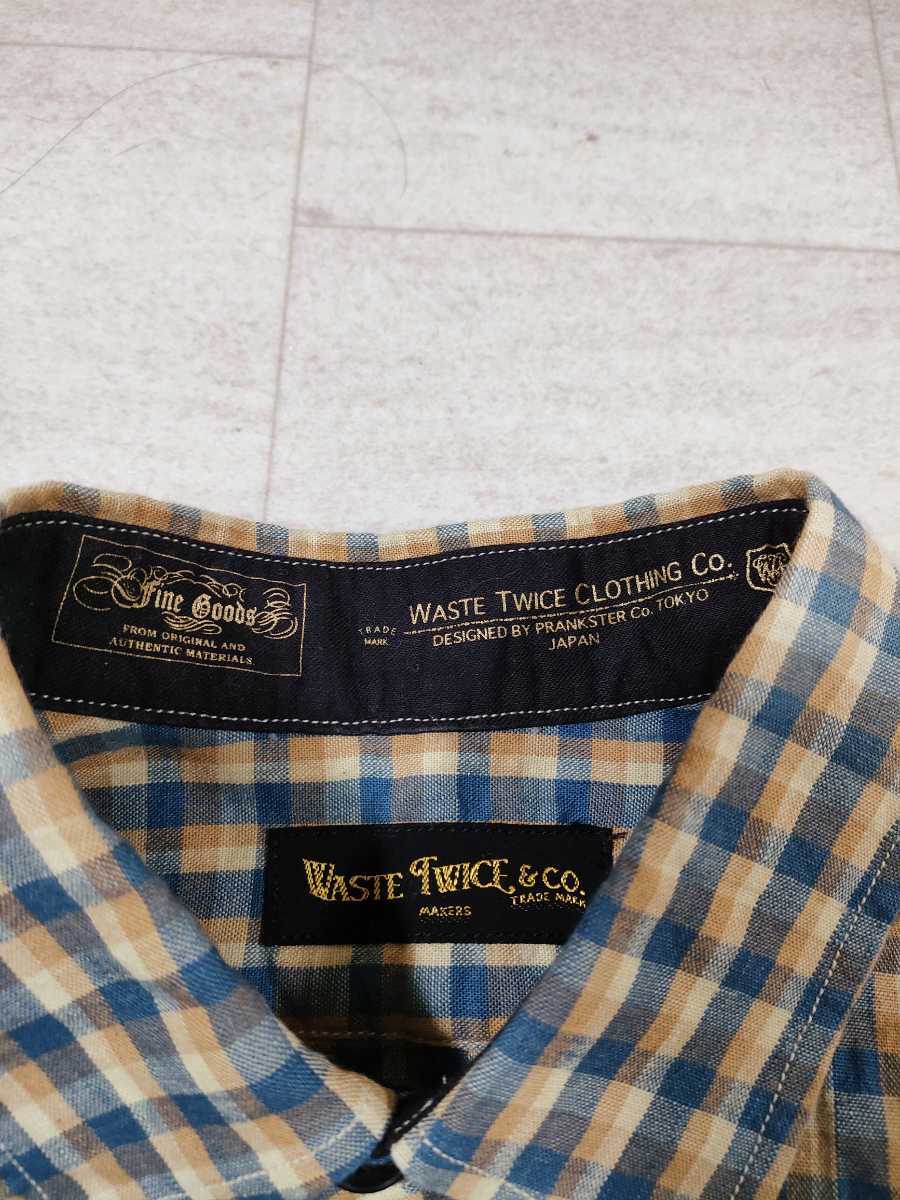 Fine Goods
FROM ORIGINAL AND
AUTHENTIC MATERIALS
TRADE
MARK
WASTE TWICE CLOTHING CO.
DESIGNED BY PRANKSTER CO. TOKYO
JAPAN
WASTE TWICE & CO.
MAKERS
TRADE MARK